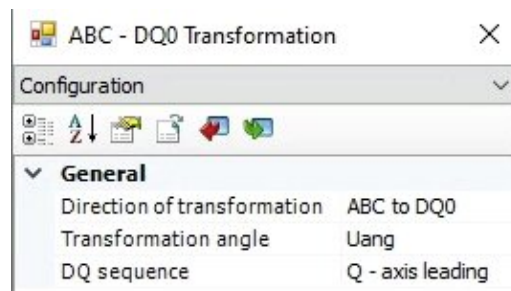 ABC - DQ0 Transformation
Configuration
General
Direction of transformation ABC to DQ0
Transformation angle Uang
DQ sequence Q - axis leading